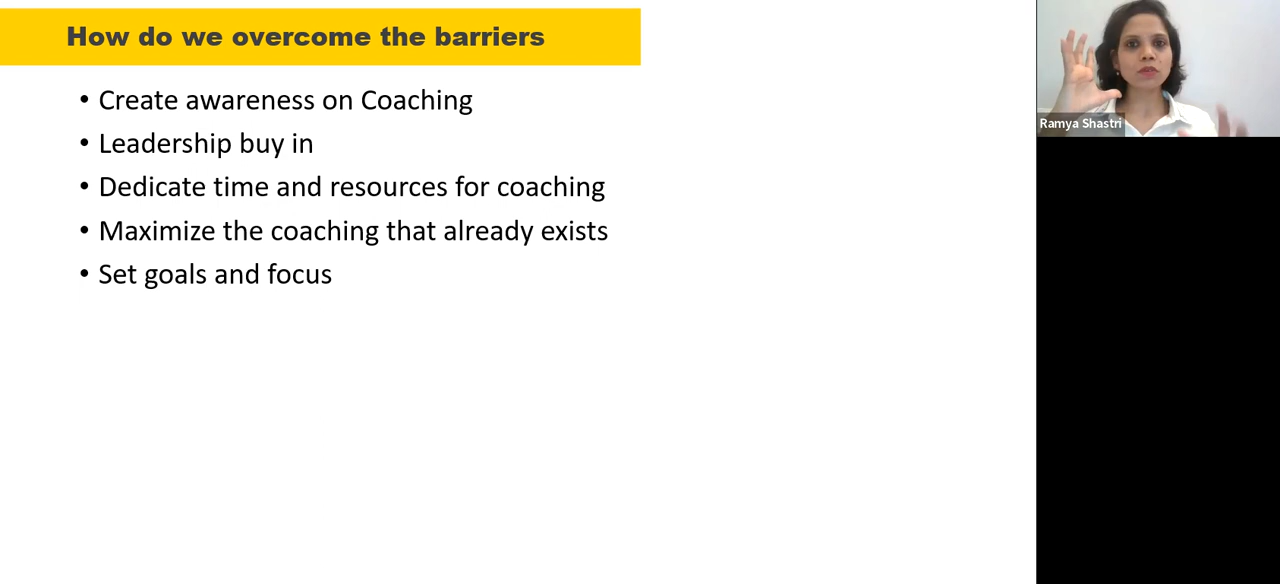 How do we overcome the barriers
• Create awareness on Coaching
• Leadership buy in
• Dedicate time and resources for coaching
• Maximize the coaching that already exists
• Set goals and focus
Ramya Shastri